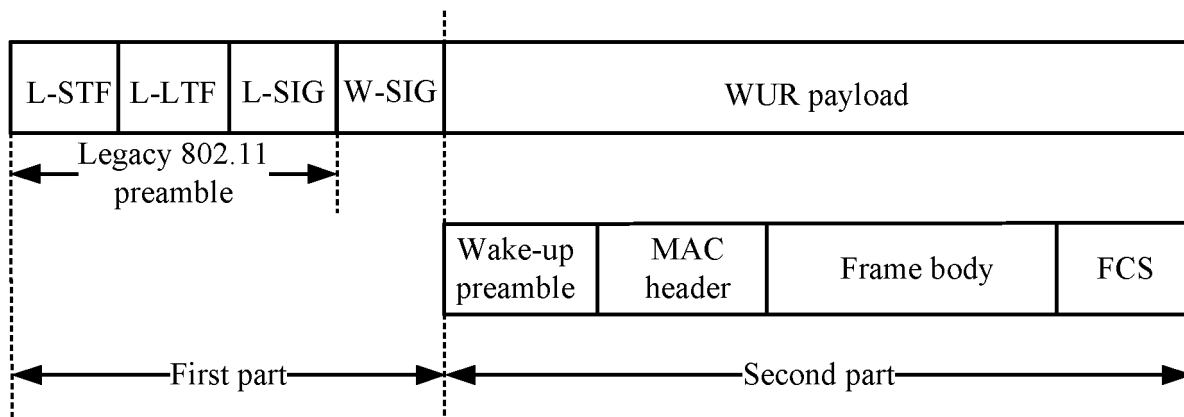 L-STF
L-LTF
L-SIG
W-SIG
WUR payload
Legacy 802.11
preamble
Wake-up
preamble
MAC
header
Frame body
FCS
First part
Second part